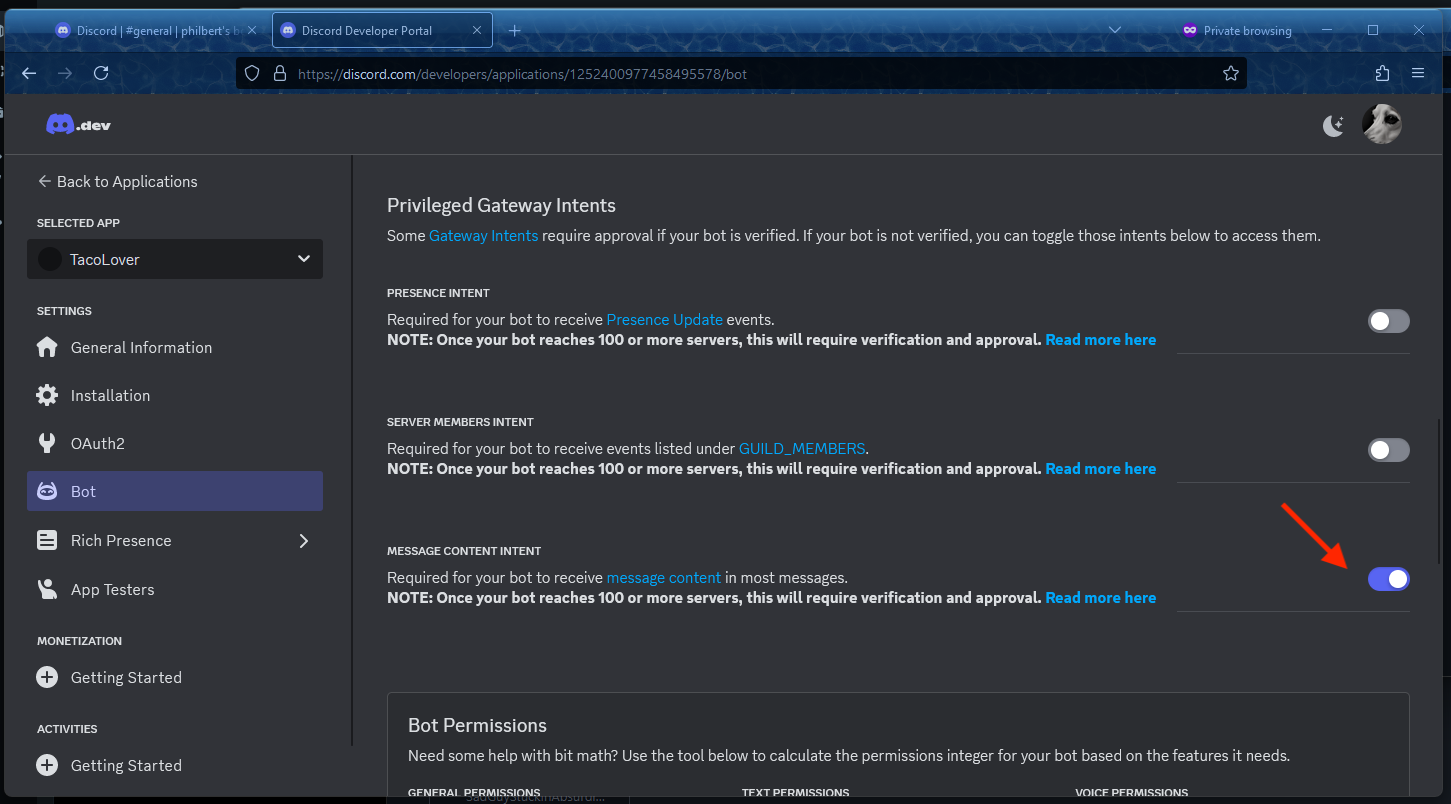 Discord | #general | philbert's b
Discord Developer Portal
Private browsing
https://discord.com/developers/applications/1252400977458495578/bot
.dev
Back to Applications
SELECTED APP
TacoLover
SETTINGS
General Information
Installation
OAuth2
Bot
Rich Presence
App Testers
MONETIZATION
Getting Started
ACTIVITIES
Getting Started
Privileged Gateway Intents
Some Gateway Intents require approval if your bot is verified. If your bot is not verified, you can toggle those intents below to access them.
PRESENCE INTENT
Required for your bot to receive Presence Update events.
NOTE: Once your bot reaches 100 or more servers, this will require verification and approval. Read more here
SERVER MEMBERS INTENT
Required for your bot to receive events listed under GUILD_MEMBERS.
NOTE: Once your bot reaches 100 or more servers, this will require verification and approval. Read more here
MESSAGE CONTENT INTENT
Required for your bot to receive message content in most messages.
NOTE: Once your bot reaches 100 or more servers, this will require verification and approval. Read more here
Bot Permissions
Need some help with bit math? Use the tool below to calculate the permissions integer for your bot based on the features it needs.
GENERAL PERMISSIONS
TEXT PERMISSIONS
VOICE PERMISSIONS